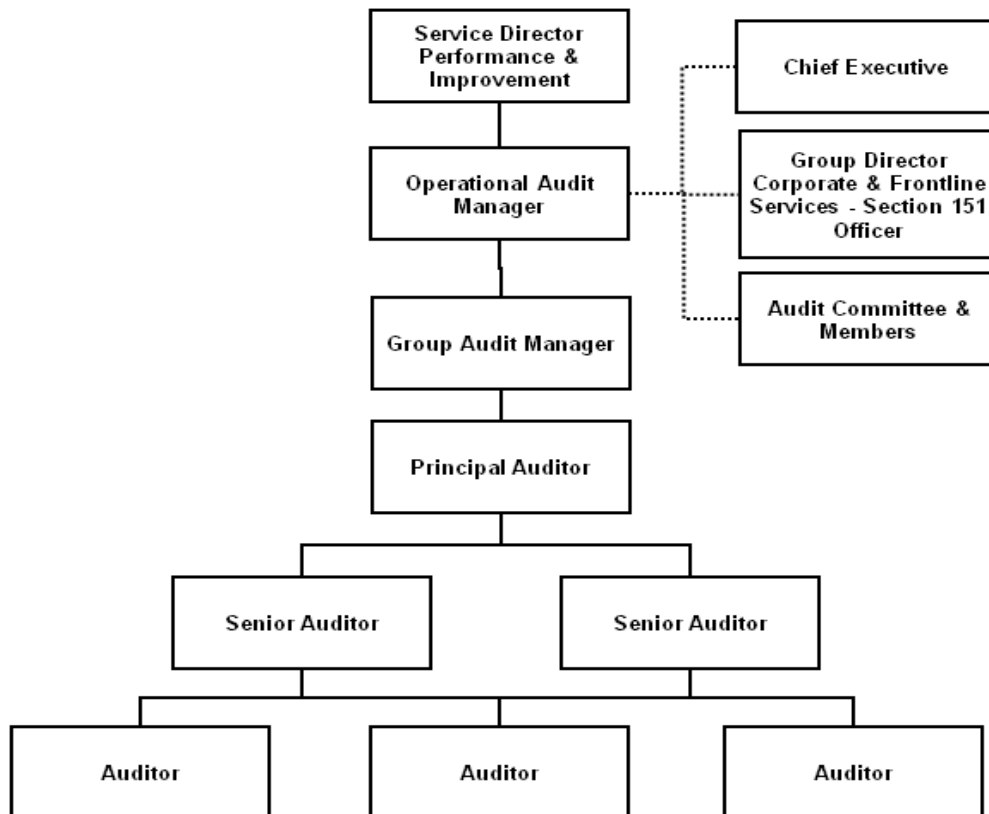 Service Director
Performance &
Improvement
Chief Executive
Operational Audit
Manager
Group Director
Corporate & Frontline
Services - Section 151
Officer
Audit Committee &
Members
Group Audit Manager
Principal Auditor
Senior Auditor
Senior Auditor
Auditor
Auditor
Auditor